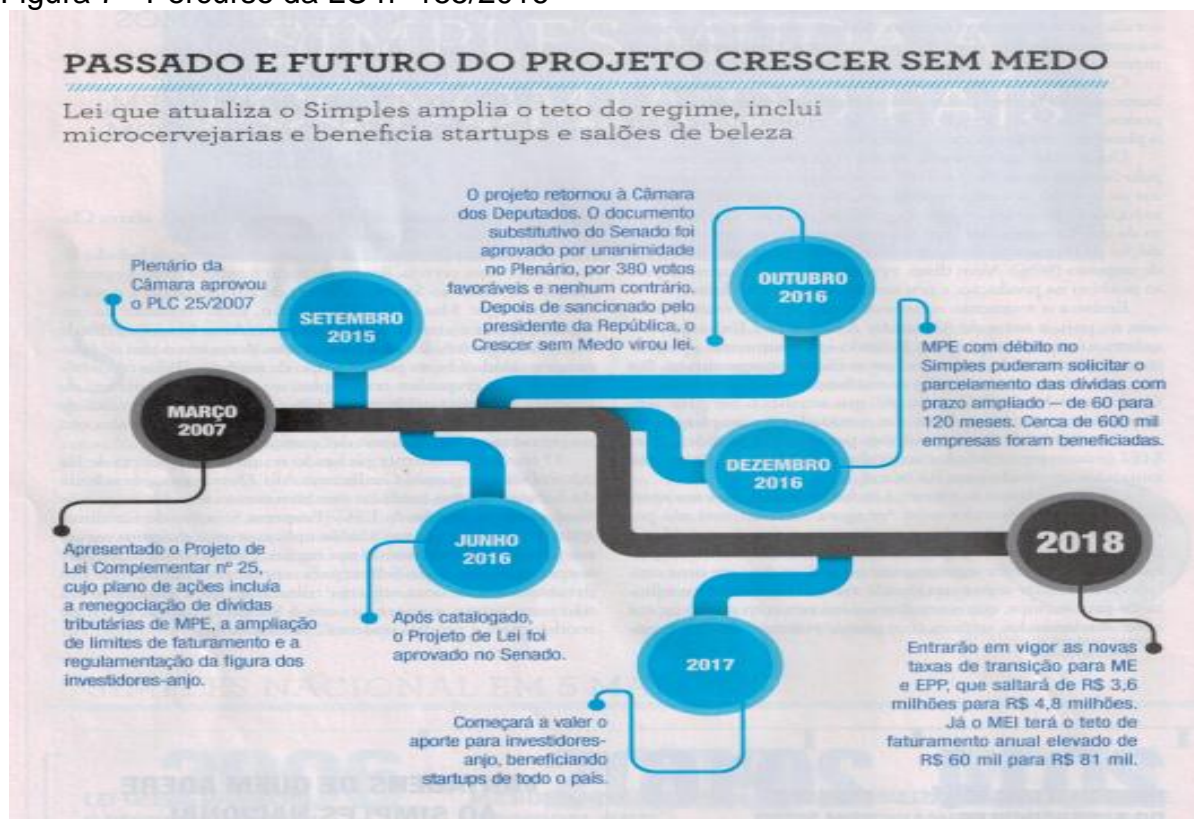 PASSADO E FUTURO DO PROJETO CRESCER SEM MEDO
Lei que atualiza o Simples amplia o teto do regime, inclui
microcervejarias e beneficia startups e salões de beleza
MARÇO
2007
Apresentado o Projeto de
Lei Complementar nº 25,
cujo plano de ações incluía
a renegociação de dívidas
tributárias de MPE, a ampliação
de limites de faturamento e a
regulamentação da figura dos
investidores-anjo.
Plenário da
Câmara aprovou
o PLC 25/2007
SETEMBRO
2015
JUNHO
2016
Após catalogado,
o Projeto de Lei foi
aprovado no Senado.
O projeto retornou à Câmara
dos Deputados. O documento
substitutivo do Senado foi
aprovado por unanimidade
no Plenário, por 380 votos
favoráveis e nenhum contrário.
Depois de sancionado pelo
presidente da República, o
Crescer sem Medo virou lei.
OUTUBRO
2016
DEZEMBRO
2016
MPE com débito no
Simples puderam solicitar o
parcelamento das dívidas com
prazo ampliado — de 60 para
120 meses. Cerca de 600 mil
empresas foram beneficiadas.
2017
Começará a valer o
aporte para investidores-
anjo, beneficiando
startups de todo o país.
2018
Entrarão em vigor as novas
taxas de transição para ME
e EPP, que saltará de R$ 3,6
milhões para R$ 4,8 milhões.
Já o MEI terá o teto de
faturamento anual elevado de
R$ 60 mil para R$ 81 mil.